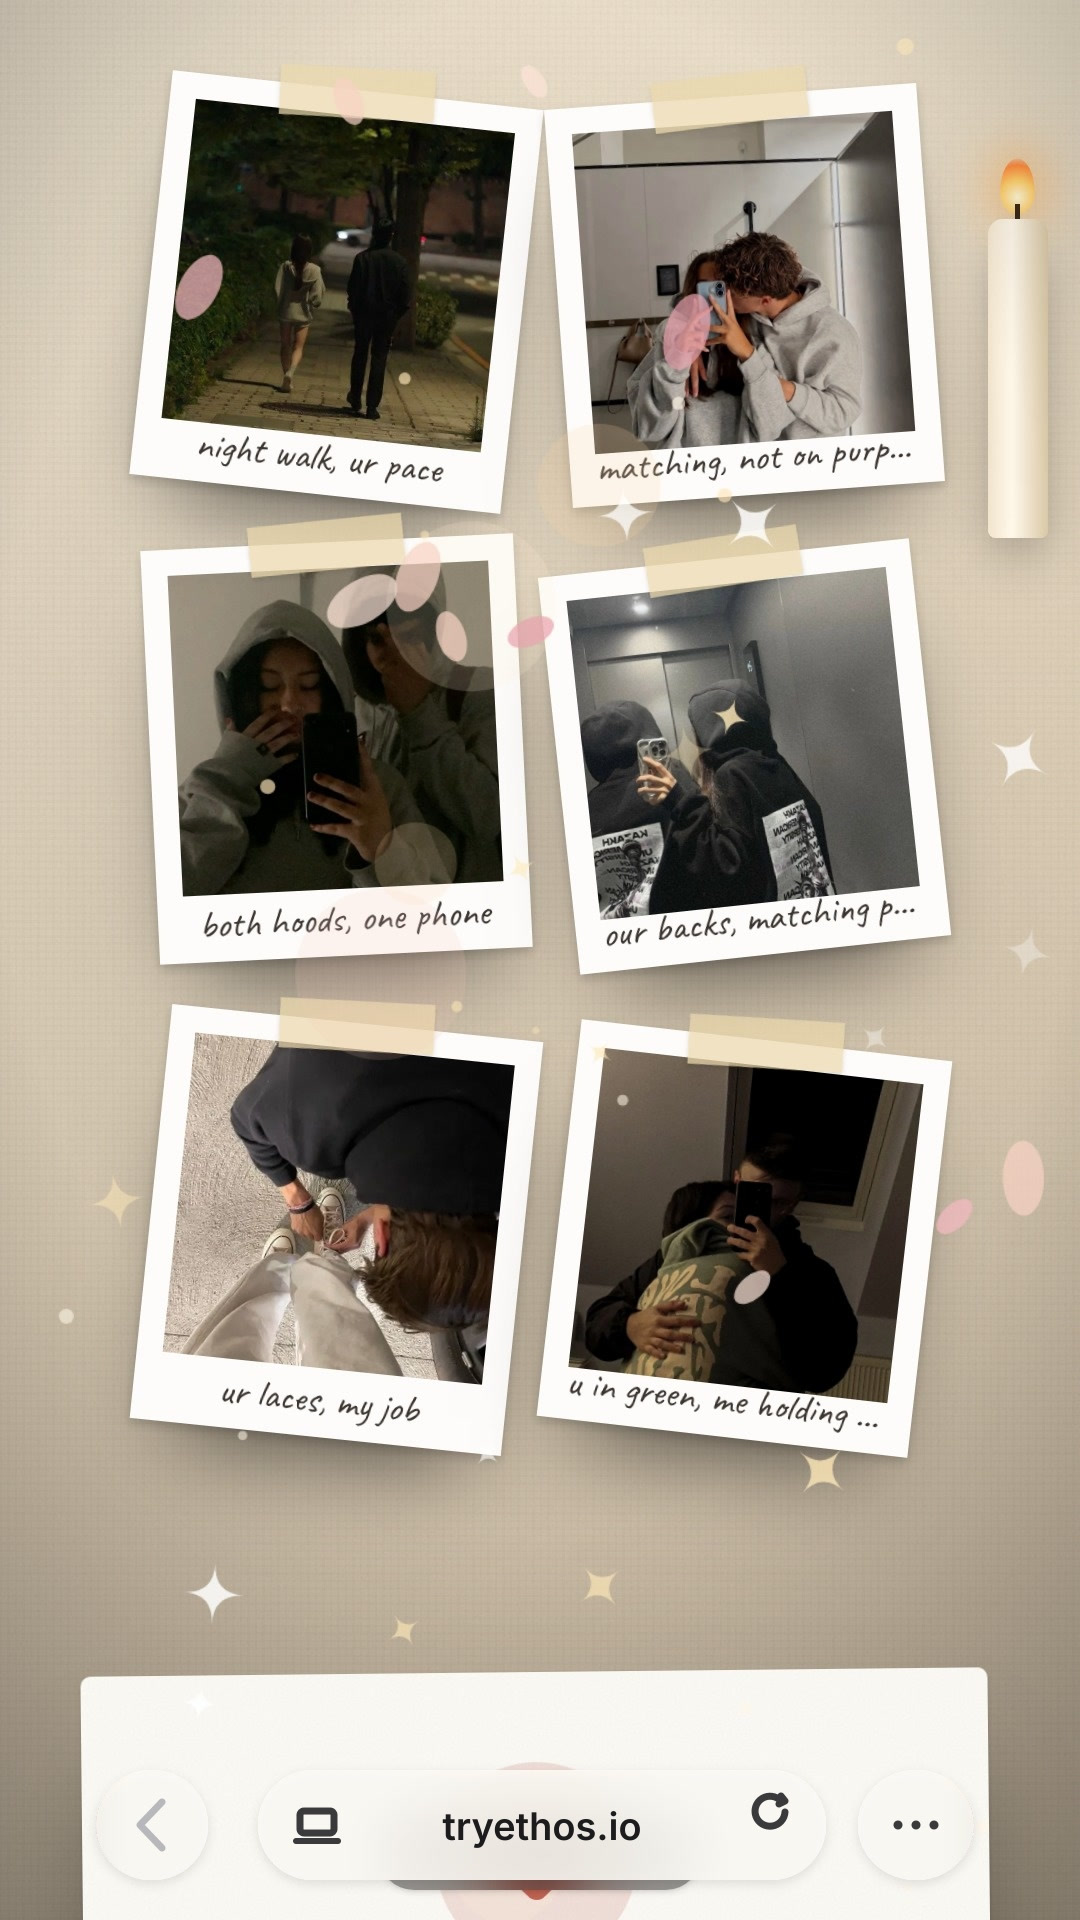 night walk, ur pace
matching, not on purp...
both hoods, one phone
our backs, matching p...
ur laces, my job
u in green, me holding ...
tryethos.io